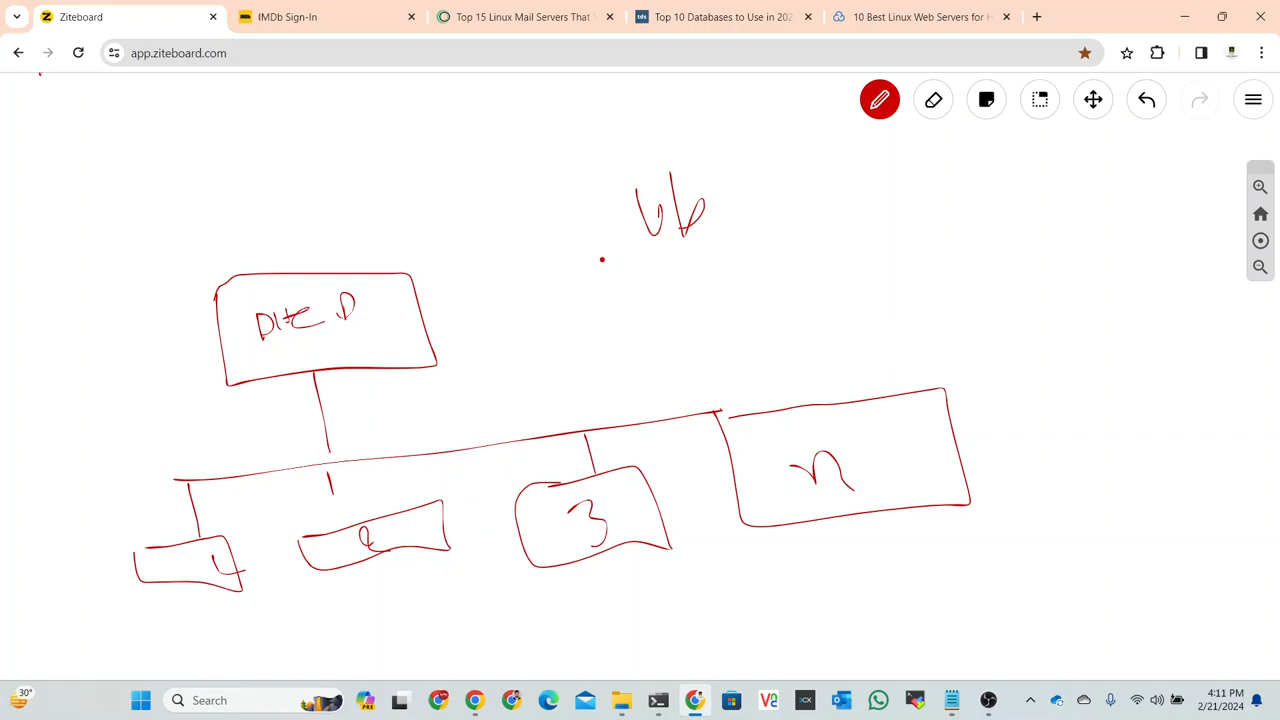 Ziteboard
IMDb Sign-In
Top 15 Linux Mail Servers That
Top 10 Databases to Use in 202
10 Best Linux Web Servers for H
app.ziteboard.com
3
n
30°
Search
4:11 PM
2/21/2024